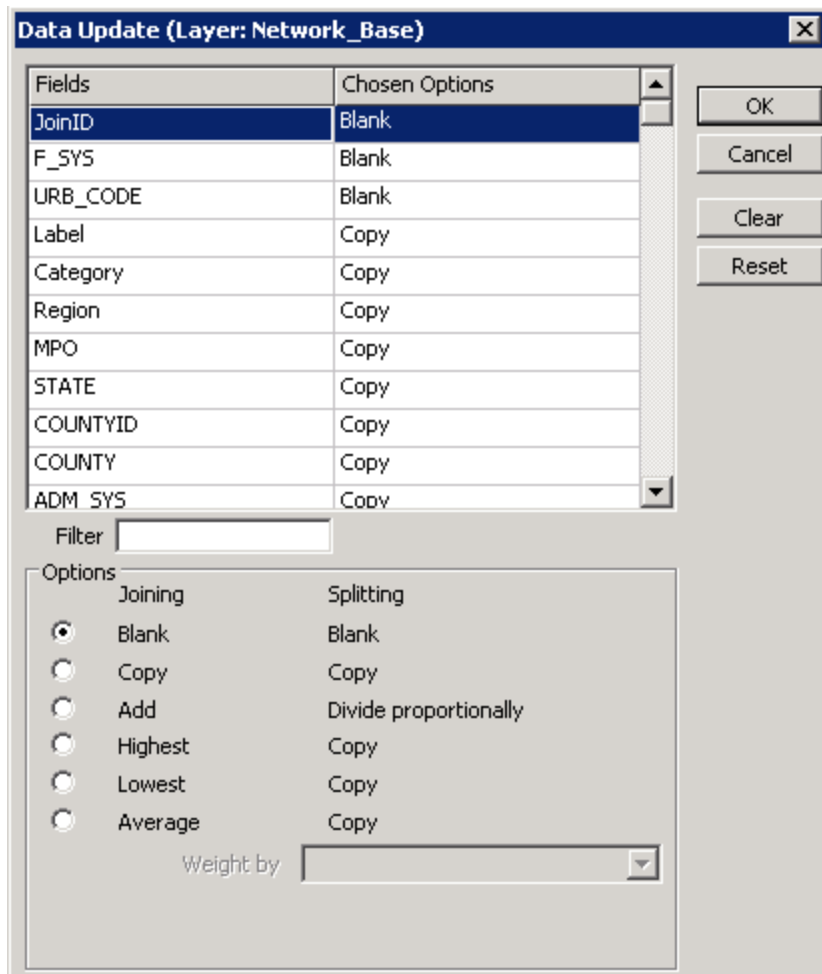 Data Update (Layer: Network_Base)
Fields Chosen Options
JoinID Blank
F_SYS Blank
URB_CODE Blank
Label Copy
Category Copy
Region Copy
MPO Copy
STATE Copy
COUNTYID Copy
COUNTY Copy
ADM_SYS Copy
OK
Cancel
Clear
Reset
Filter
Options
Joining Splitting
Blank Blank
Copy Copy
Add Divide proportionally
Highest Copy
Lowest Copy
Average Copy
Weight by